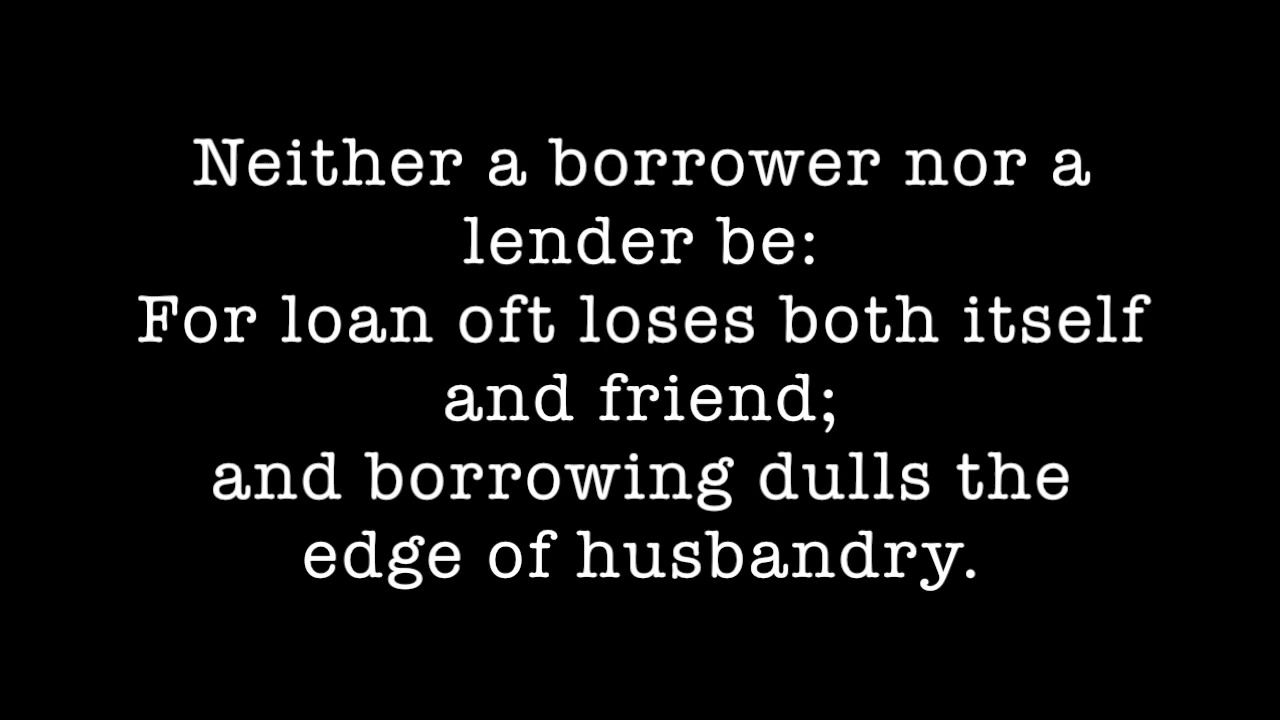 Neither a borrower nor a
lender be:
For loan oft loses both itself
and friend;
and borrowing dulls the
edge of husbandry.